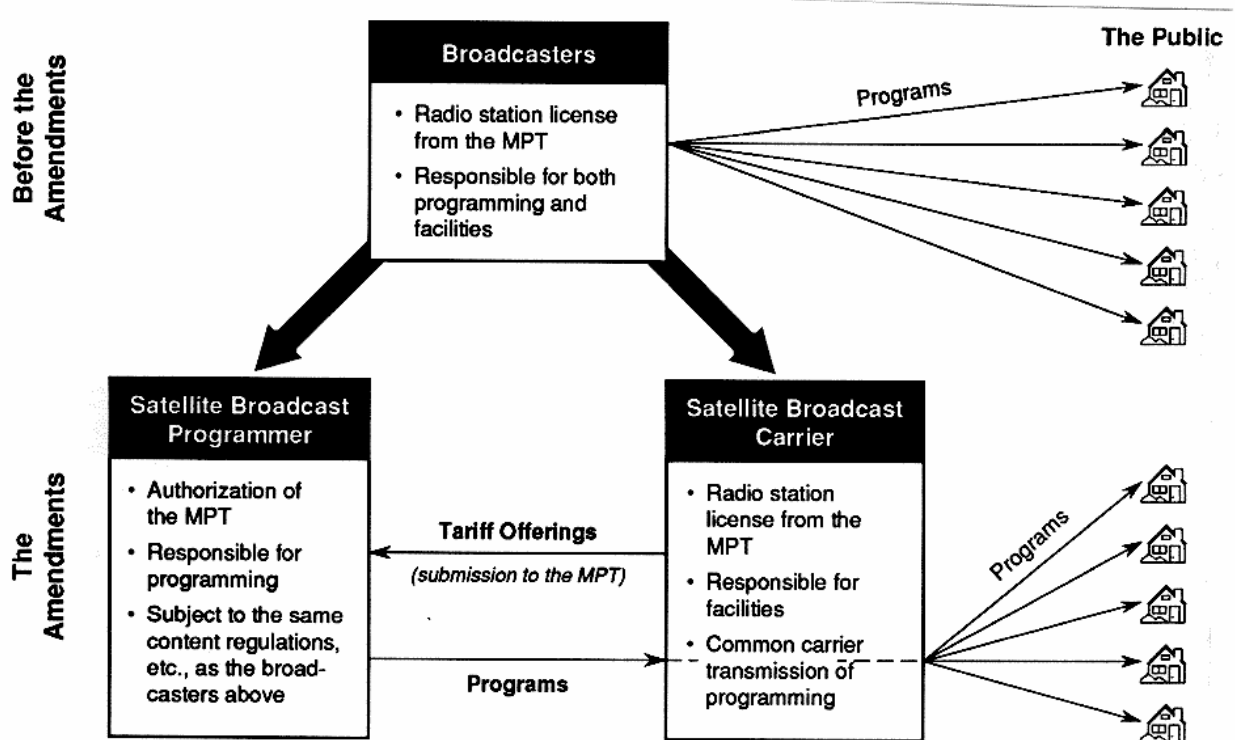 Before the
Amendments
Broadcasters
• Radio station license
from the MPT
• Responsible for both
programming and
facilities
Programs
The Public
The
Amendments
Satellite Broadcast
Programmer
• Authorization of
the MPT
• Responsible for
programming
• Subject to the same
content regulations,
etc., as the broad-
casters above
Tariff Offerings
(submission to the MPT)
Programs
Satellite Broadcast
Carrier
• Radio station
license from the
MPT
• Responsible for
facilities
• Common carrier
transmission of
programming
Programs